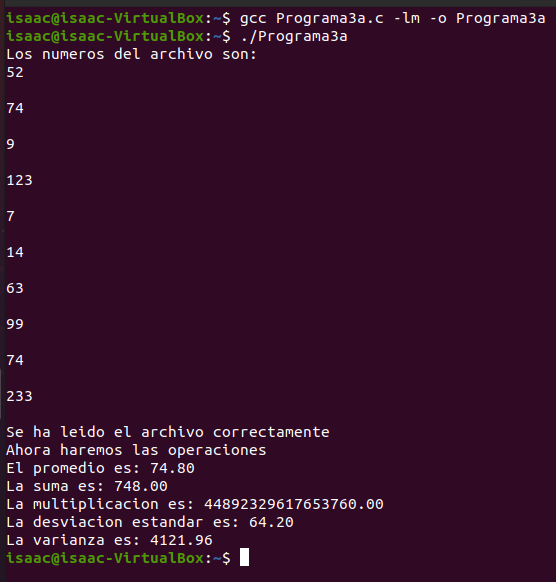 isaac@isaac-VirtualBox:~$ gcc Programa3a.c -lm -o Programa3a
isaac@isaac-VirtualBox:~$ ./Programa3a
Los numeros del archivo son:
52
74
9
123
7
14
63
99
74
233
Se ha leido el archivo correctamente
Ahora haremos las operaciones
El promedio es: 74.80
La suma es: 748.00
La multiplicacion es: 44892329617653760.00
La desviacion estandar es: 64.20
La varianza es: 4121.96
isaac@isaac-VirtualBox:~$